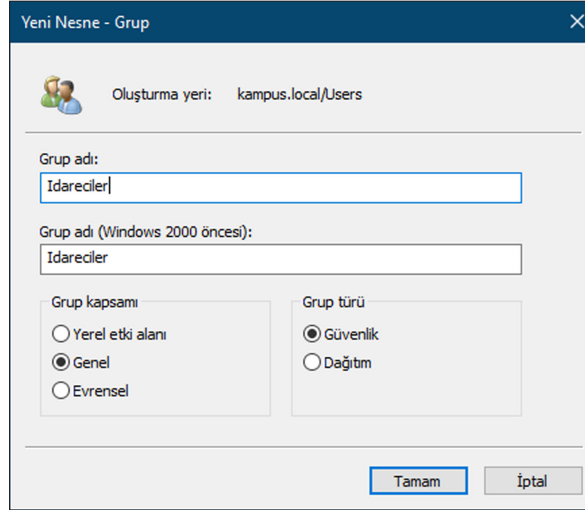 Yeni Nesne - Grup
Oluşturma yeri: kampus.local/Users
Grup adı:
Idareciler
Grup adı (Windows 2000 öncesi):
Idareciler
Grup kapsamı
Yerel etki alanı
Genel
Evrensel
Grup türü
Güvenlik
Dağıtım
Tamam
İptal